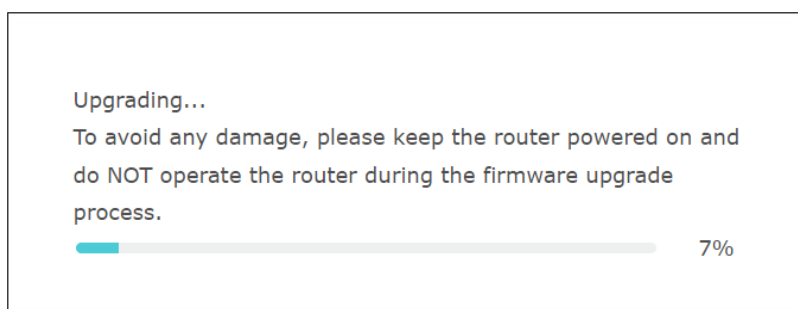 Upgrading...
To avoid any damage, please keep the router powered on and
do NOT operate the router during the firmware upgrade
process.
7%